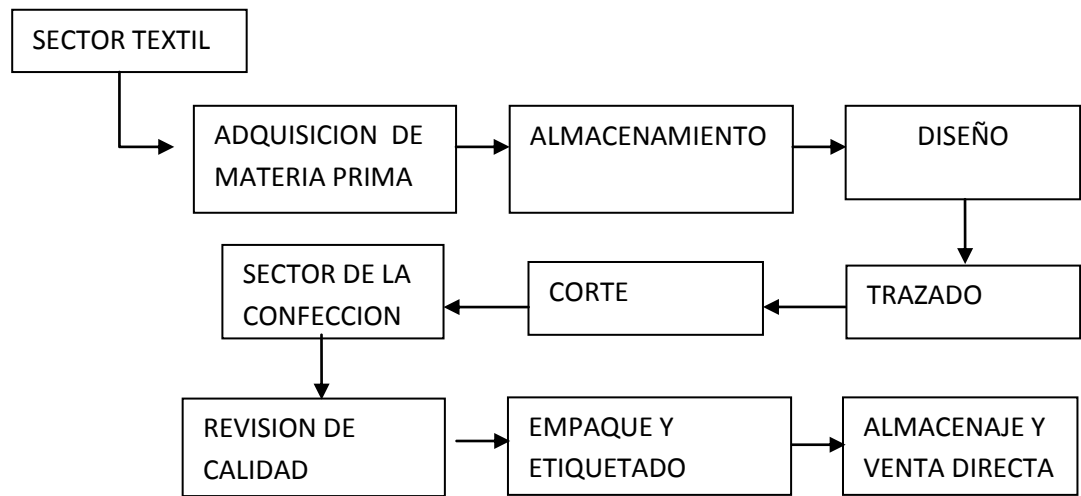 SECTOR TEXTIL
ADQUISICION DE
MATERIA PRIMA
ALMACENAMIENTO
DISEÑO
TRAZADO
CORTE
SECTOR DE LA
CONFECCION
REVISION DE
CALIDAD
EMPAQUE Y
ETIQUETADO
ALMACENAJE Y
VENTA DIRECTA